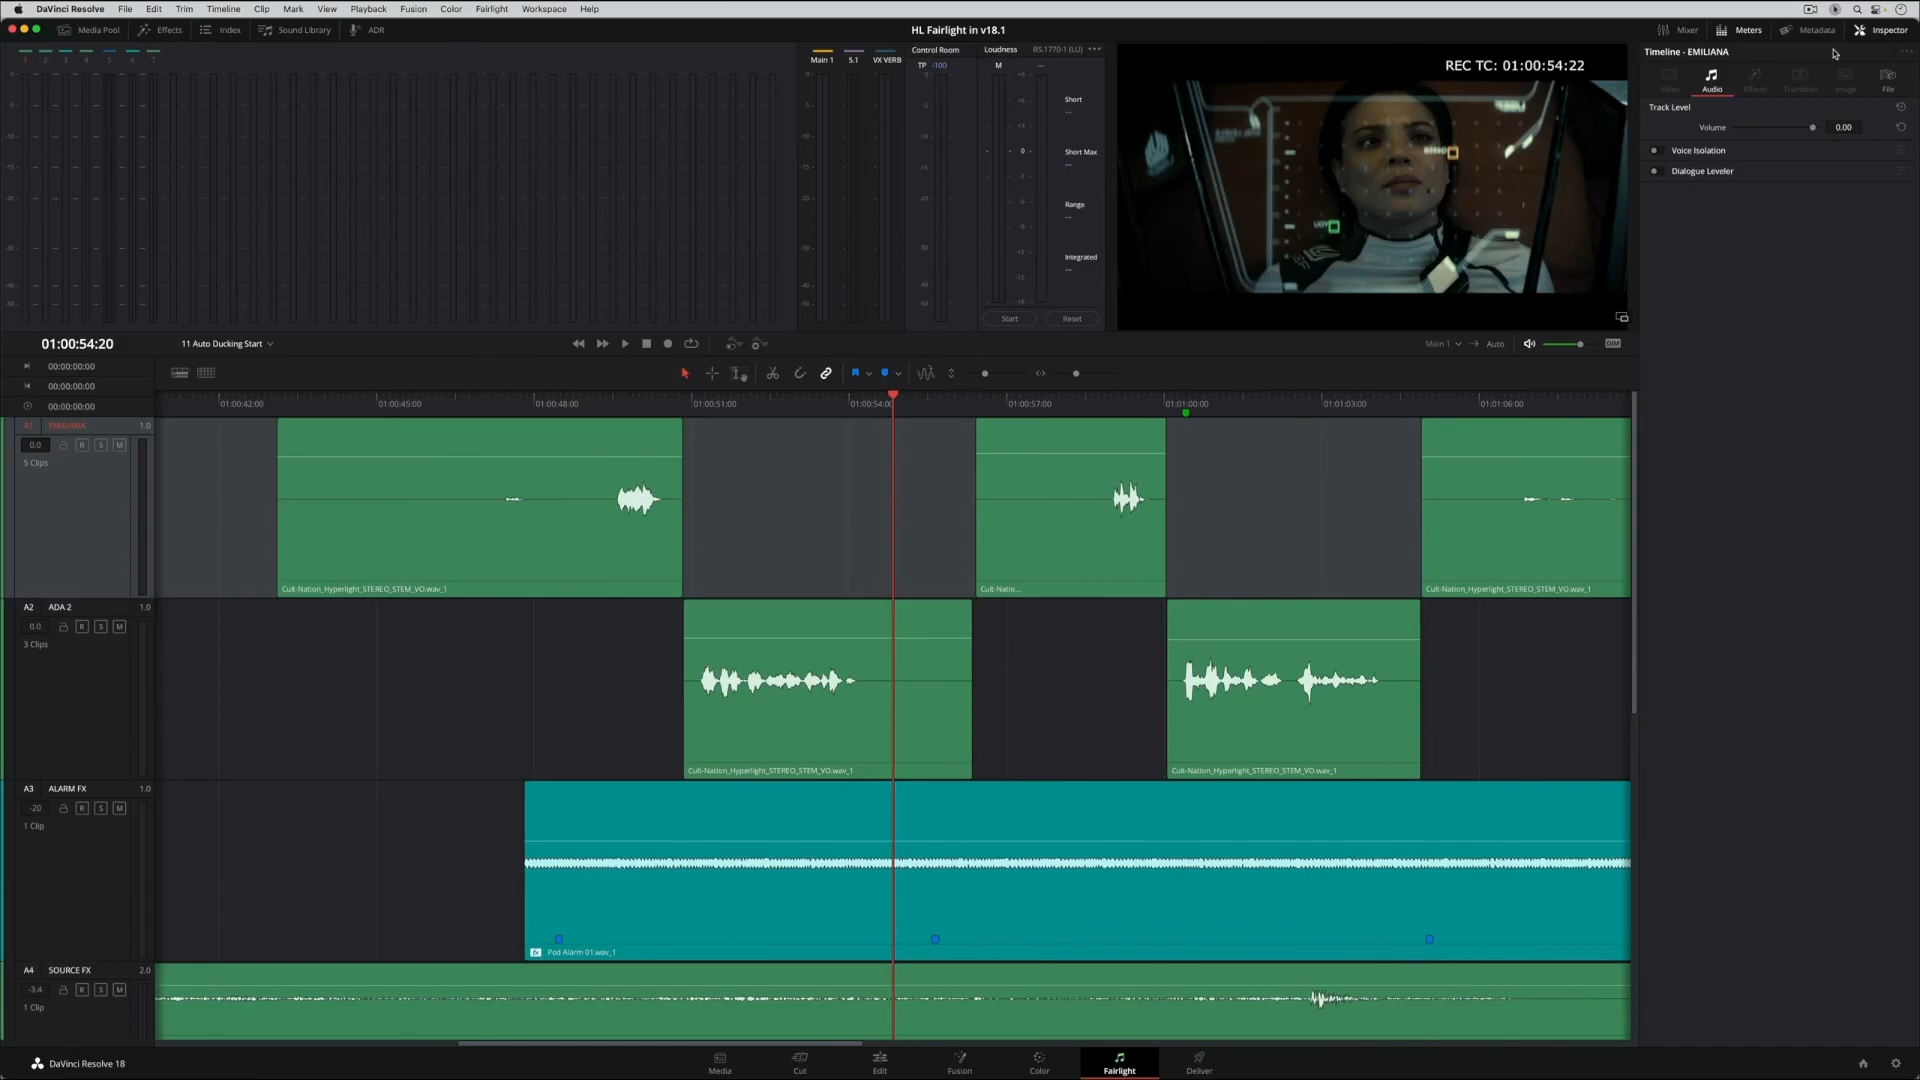 DaVinci Resolve File Edit Trim Timeline Clip Mark View Playback Fusion Color Fairlight Workspace Help
Media Pool Effects Index Sound Library ADR
HL Fairlight in v18.1
Mixer Meters Metadata Inspector
1 2 3 4 5 6 7
Main 1 5.1 VX VERB
Control Room
TP -100
Loudness BS.1770-1 (LU)
M --
Short
--
Short Max
--
Range
--
Integrated
--
Start Reset
REC TC: 01:00:54:22
Timeline - EMILIANA
Video Audio Effects Transition Image File
Track Level
Volume 0.00
Voice Isolation
Dialogue Leveler
01:00:54:20
11 Auto Ducking Start
Main 1 Auto DIM
00:00:00:00
00:00:00:00
00:00:00:00
01:00:42:00 01:00:45:00 01:00:48:00 01:00:51:00 01:00:54:00 01:00:57:00 01:01:00:00 01:01:03:00 01:01:06:00
A1 EMILIANA 1.0
0.0 R S M
5 Clips
Cult-Nation_Hyperlight_STEREO_STEM_VO.wav_1
Cult-Natio...
Cult-Nation_Hyperlight_STEREO_STEM_VO.wav_1
A2 ADA 2 1.0
0.0 R S M
3 Clips
Cult-Nation_Hyperlight_STEREO_STEM_VO.wav_1
Cult-Nation_Hyperlight_STEREO_STEM_VO.wav_1
A3 ALARM FX 1.0
-20 R S M
1 Clip
fx Pod Alarm 01.wav_1
A4 SOURCE FX 2.0
-3.4 R S M
1 Clip
DaVinci Resolve 18
Media Cut Edit Fusion Color Fairlight Deliver